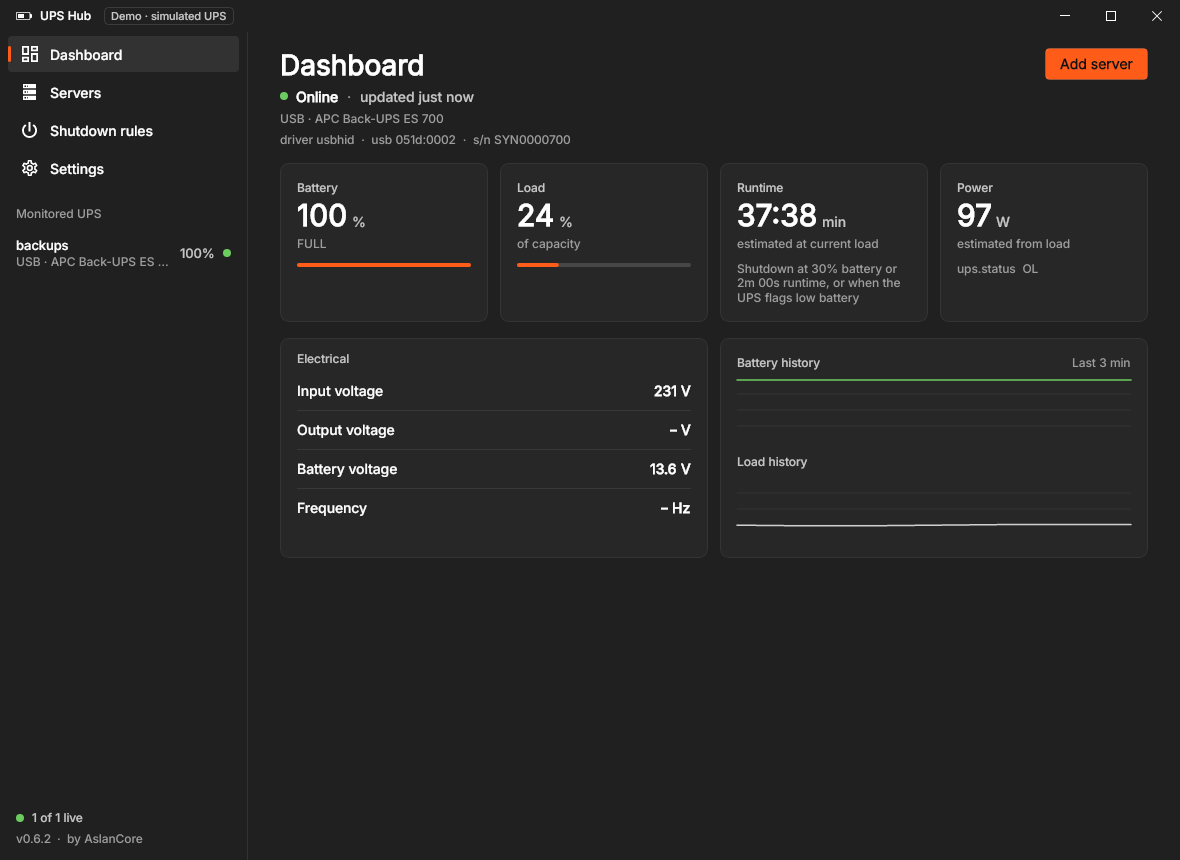 UPS Hub
Demo · simulated UPS
Dashboard
Servers
Shutdown rules
Settings
Monitored UPS
backups
USB · APC Back-UPS ES ...
100%
1 of 1 live
v0.6.2 · by AslanCore
Dashboard
Add server
Online · updated just now
USB · APC Back-UPS ES 700
driver usbhid · usb 051d:0002 · s/n SYN0000700
Battery
100 %
FULL
Load
24 %
of capacity
Runtime
37:38 min
estimated at current load
Shutdown at 30% battery or
2m 00s runtime, or when the
UPS flags low battery
Power
97 W
estimated from load
ups.status OL
Electrical
Input voltage 231 V
Output voltage – V
Battery voltage 13.6 V
Frequency – Hz
Battery history Last 3 min
Load history